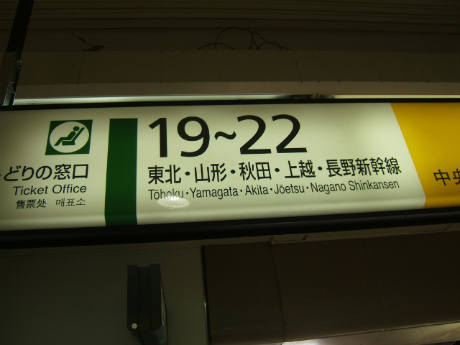 どりの窓口
Ticket Office
售票处 매표소
19~22
東北・山形・秋田・上越・長野新幹線
Tōhoku・Yamagata・Akita・Jōetsu・Nagano Shinkansen
中央